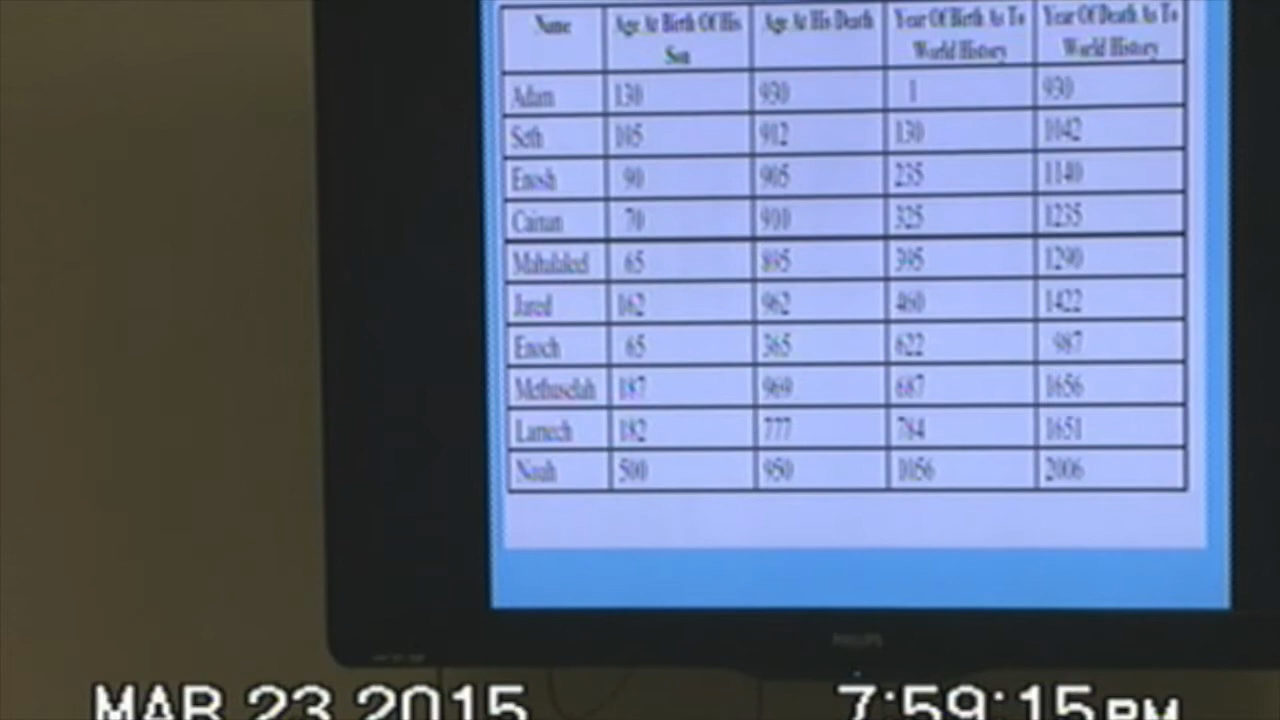 Name Age At Birth Of His Son Age At His Death Year Of Birth As To World History Year Of Death As To World History
Adam 130 930 1 930
Seth 105 912 130 1042
Enosh 90 905 235 1140
Cainan 70 910 325 1235
Mahalaleel 65 895 395 1290
Jared 162 962 460 1422
Enoch 65 365 622 987
Methuselah 187 969 687 1656
Lamech 182 777 784 1651
Noah 500 950 1056 2006
PHILIPS
MAR 23 2015 7:59:15 PM